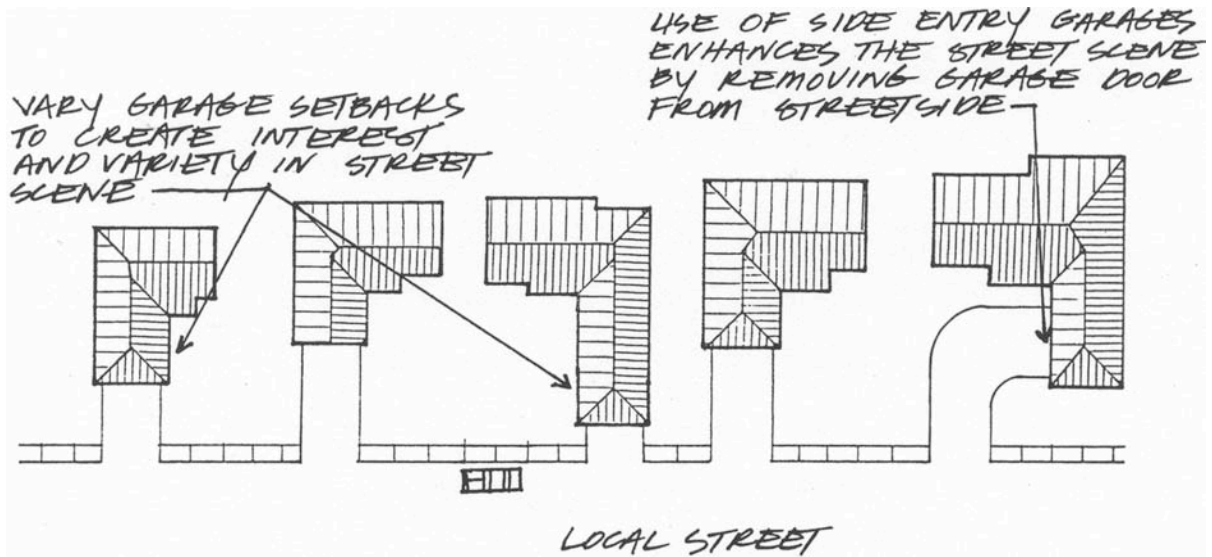 VARY GARAGE SETBACKS
TO CREATE INTEREST
AND VARIETY IN STREET
SCENE
USE OF SIDE ENTRY GARAGES
ENHANCES THE STREET SCENE
BY REMOVING GARAGE DOOR
FROM STREETSIDE
LOCAL STREET